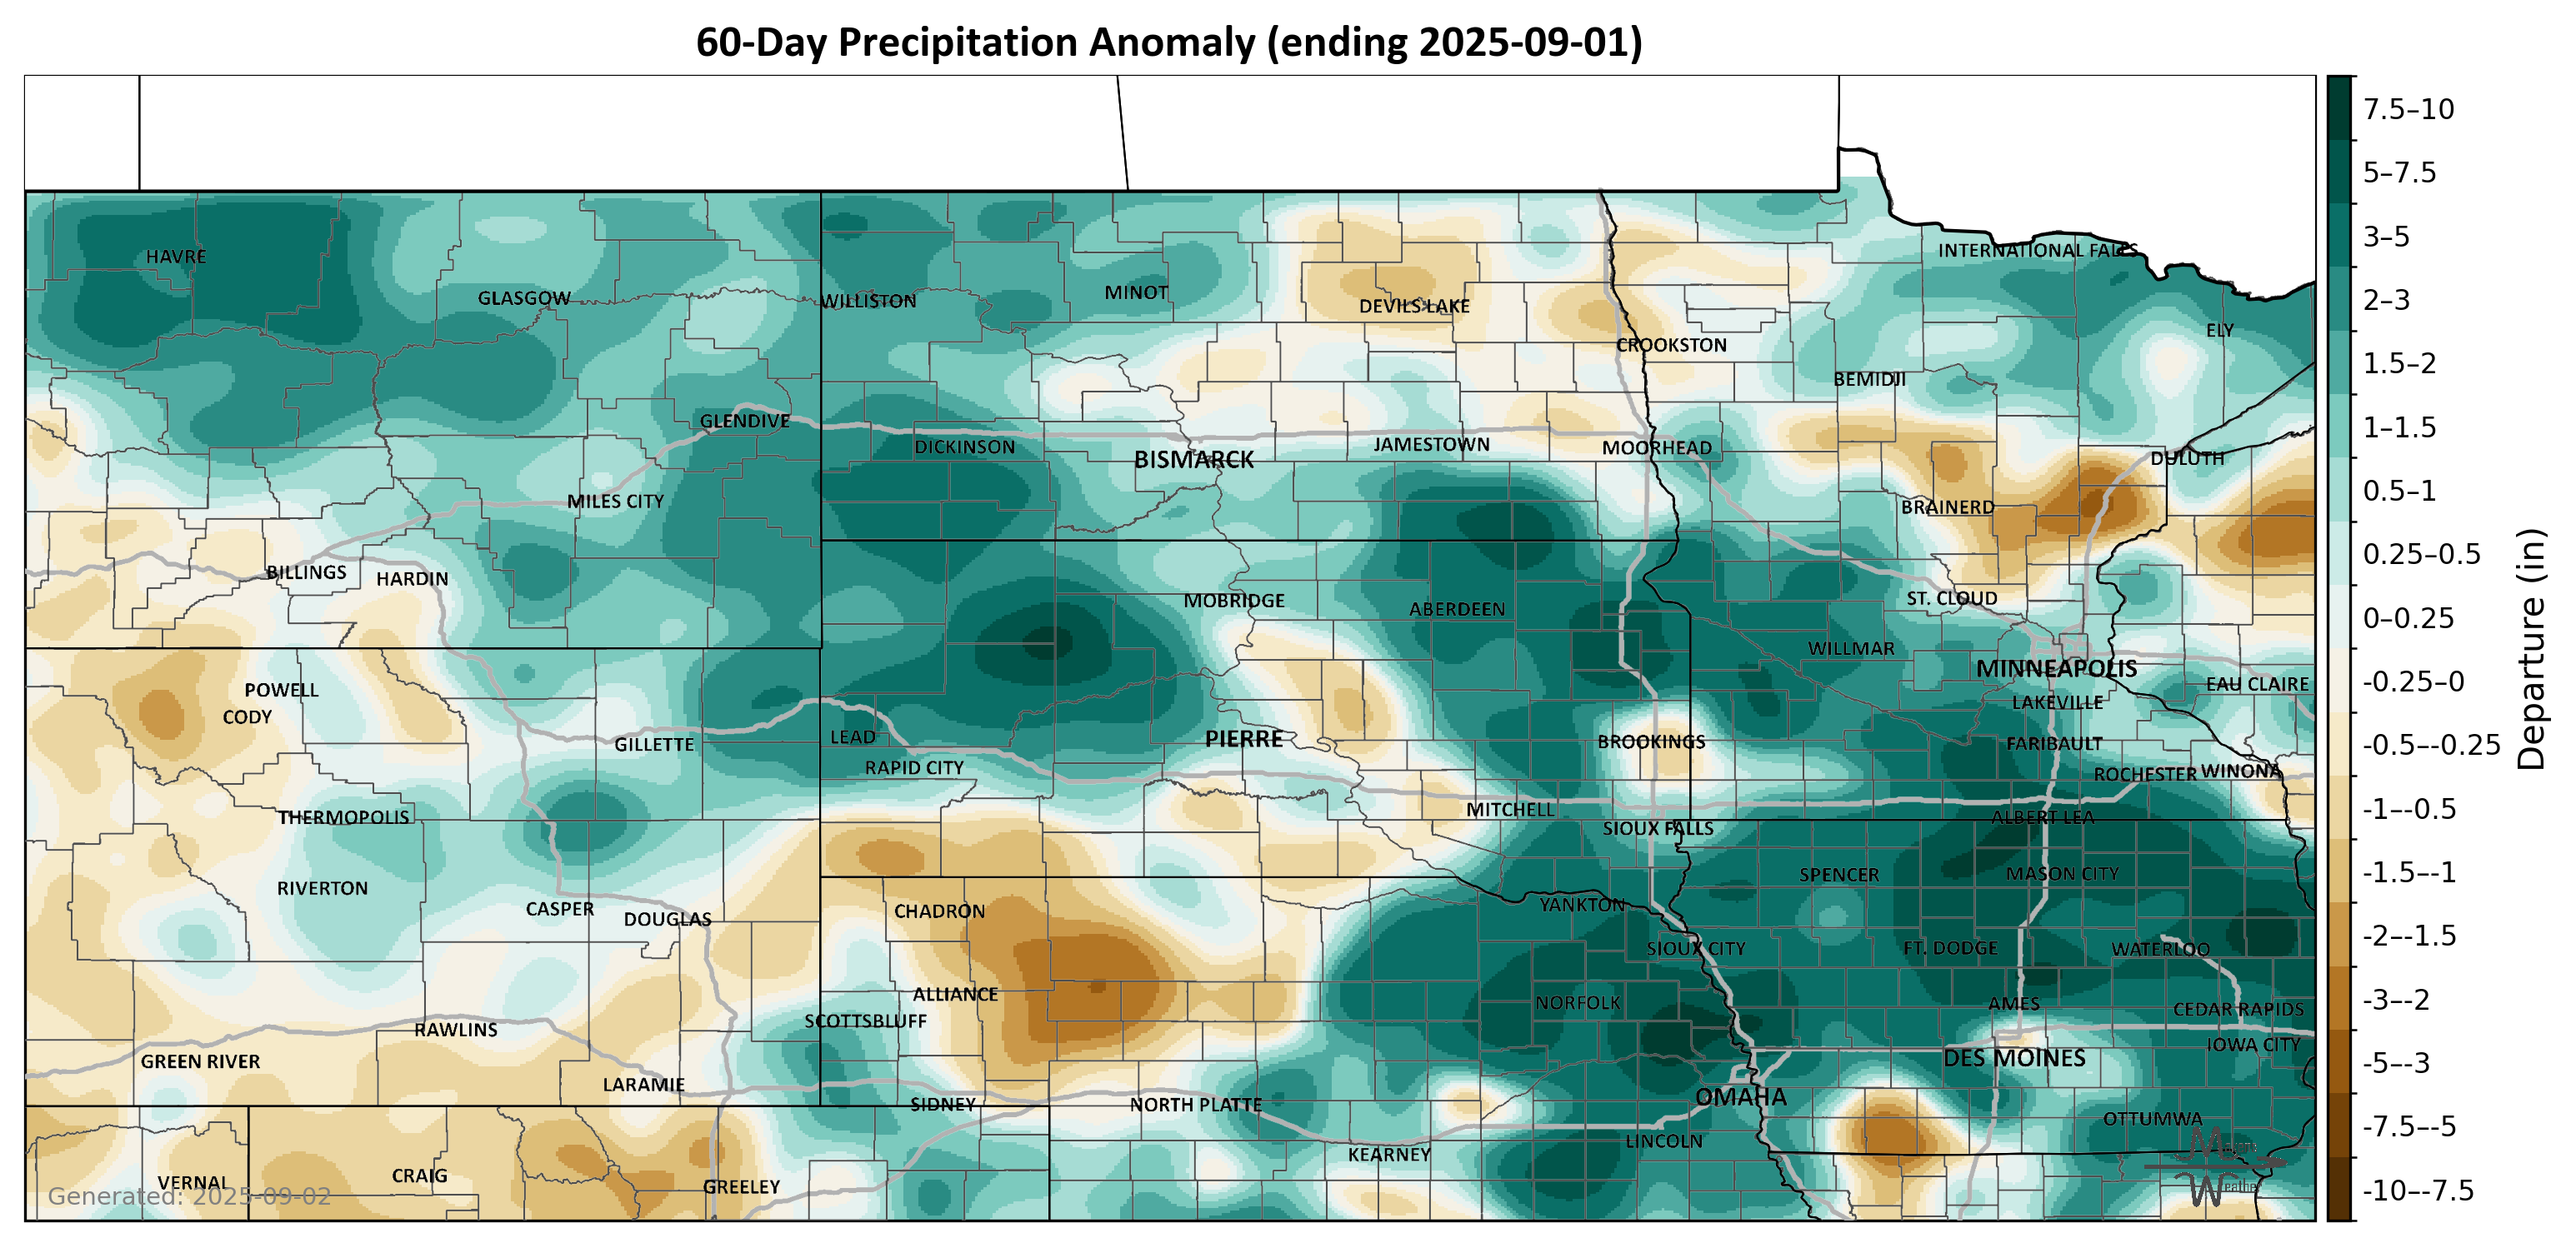 60-Day Precipitation Anomaly (ending 2025-09-01)
7.5–10
5–7.5
3–5
2–3
1.5–2
1–1.5
0.5–1
0.25–0.5
0–0.25
-0.25–0
-0.5–-0.25
-1–-0.5
-1.5–-1
-2–-1.5
-3–-2
-5–-3
-7.5–-5
-10–-7.5
Departure (in)
HAVRE
GLASGOW
WILLISTON
MINOT
DEVILS LAKE
CROOKSTON
INTERNATIONAL FALLS
ELY
BEMIDJI
GLENDIVE
DICKINSON
BISMARCK
JAMESTOWN
MOORHEAD
DULUTH
MILES CITY
BRAINERD
BILLINGS
HARDIN
MOBRIDGE
ABERDEEN
ST. CLOUD
WILLMAR
MINNEAPOLIS
EAU CLAIRE
POWELL
CODY
LAKEVILLE
GILLETTE
LEAD
PIERRE
BROOKINGS
FARIBAULT
RAPID CITY
ROCHESTER
WINONA
THERMOPOLIS
MITCHELL
ALBERT LEA
SIOUX FALLS
RIVERTON
SPENCER
MASON CITY
CASPER
DOUGLAS
CHADRON
YANKTON
SIOUX CITY
FT. DODGE
WATERLOO
ALLIANCE
NORFOLK
AMES
CEDAR RAPIDS
SCOTTSBLUFF
RAWLINS
IOWA CITY
GREEN RIVER
DES MOINES
LARAMIE
SIDNEY
NORTH PLATTE
OMAHA
OTTUMWA
LINCOLN
KEARNEY
VERNAL
CRAIG
GREELEY
Generated: 2025-09-02